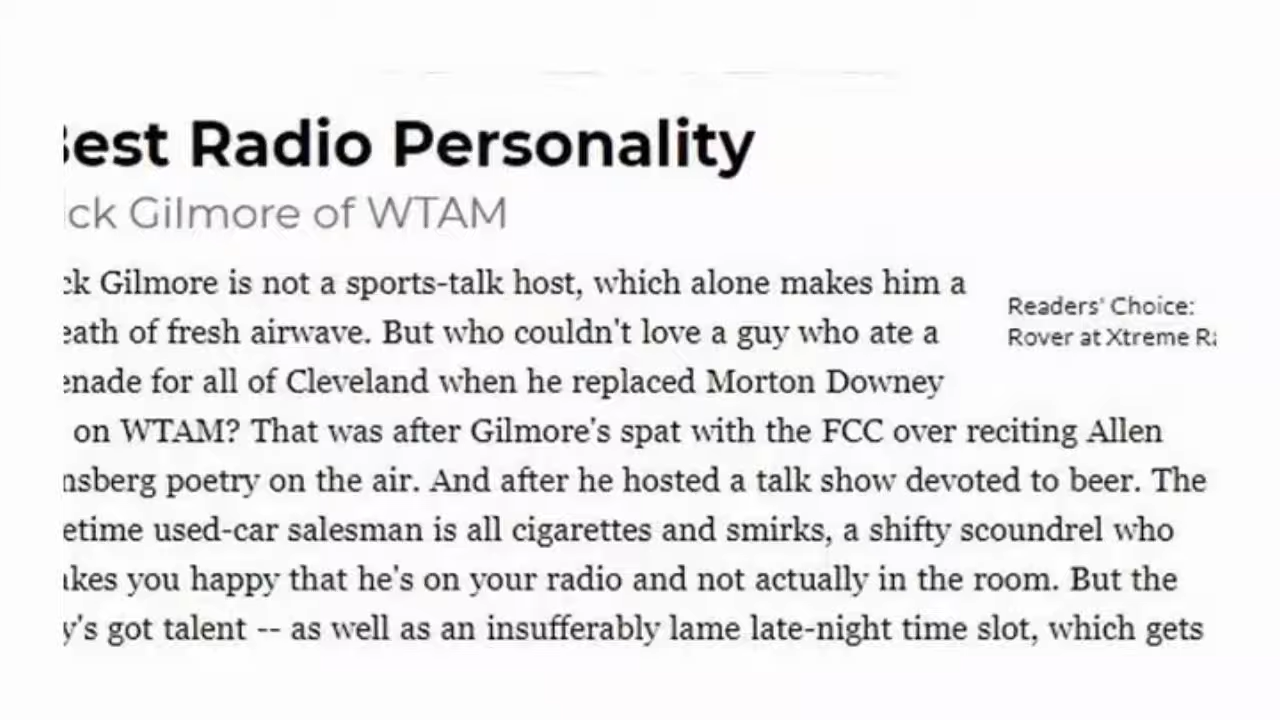 Best Radio Personality
ck Gilmore of WTAM
ck Gilmore is not a sports-talk host, which alone makes him a
eath of fresh airwave. But who couldn't love a guy who ate a
enade for all of Cleveland when he replaced Morton Downey
on WTAM? That was after Gilmore's spat with the FCC over reciting Allen
nsberg poetry on the air. And after he hosted a talk show devoted to beer. The
etime used-car salesman is all cigarettes and smirks, a shifty scoundrel who
akes you happy that he's on your radio and not actually in the room. But the
y's got talent -- as well as an insufferably lame late-night time slot, which gets
Readers' Choice:
Rover at Xtreme Ra